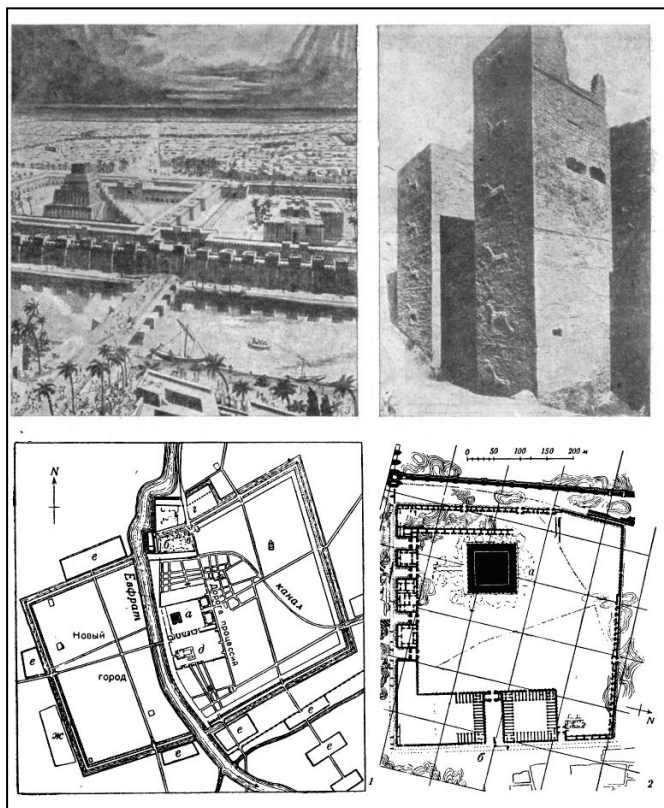 0 50 100 150 200 м
N
г
б
е
Евфрат
канал
дорога процессий
а
Новый
город
d
е
е
ж
е
е
е
е
1
а
N
б
2